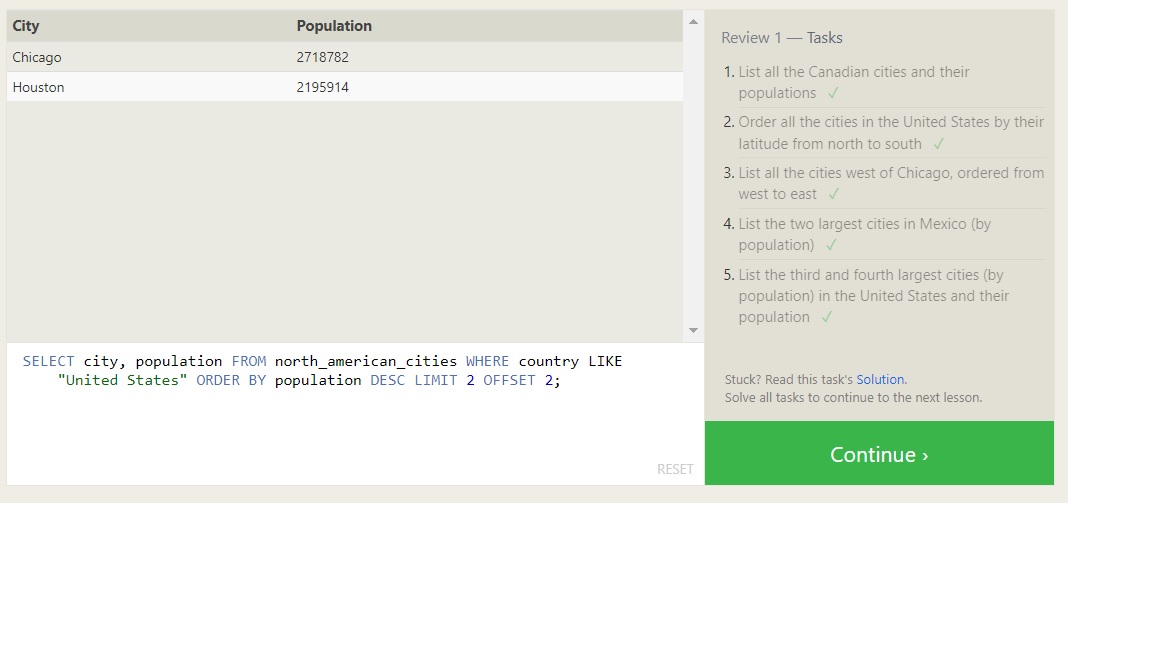 City Population
Chicago 2718782
Houston 2195914
SELECT city, population FROM north_american_cities WHERE country LIKE
"United States" ORDER BY population DESC LIMIT 2 OFFSET 2;
RESET
Review 1 — Tasks
1. List all the Canadian cities and their
populations ✓
2. Order all the cities in the United States by their
latitude from north to south ✓
3. List all the cities west of Chicago, ordered from
west to east ✓
4. List the two largest cities in Mexico (by
population) ✓
5. List the third and fourth largest cities (by
population) in the United States and their
population ✓
Stuck? Read this task's Solution.
Solve all tasks to continue to the next lesson.
Continue ›